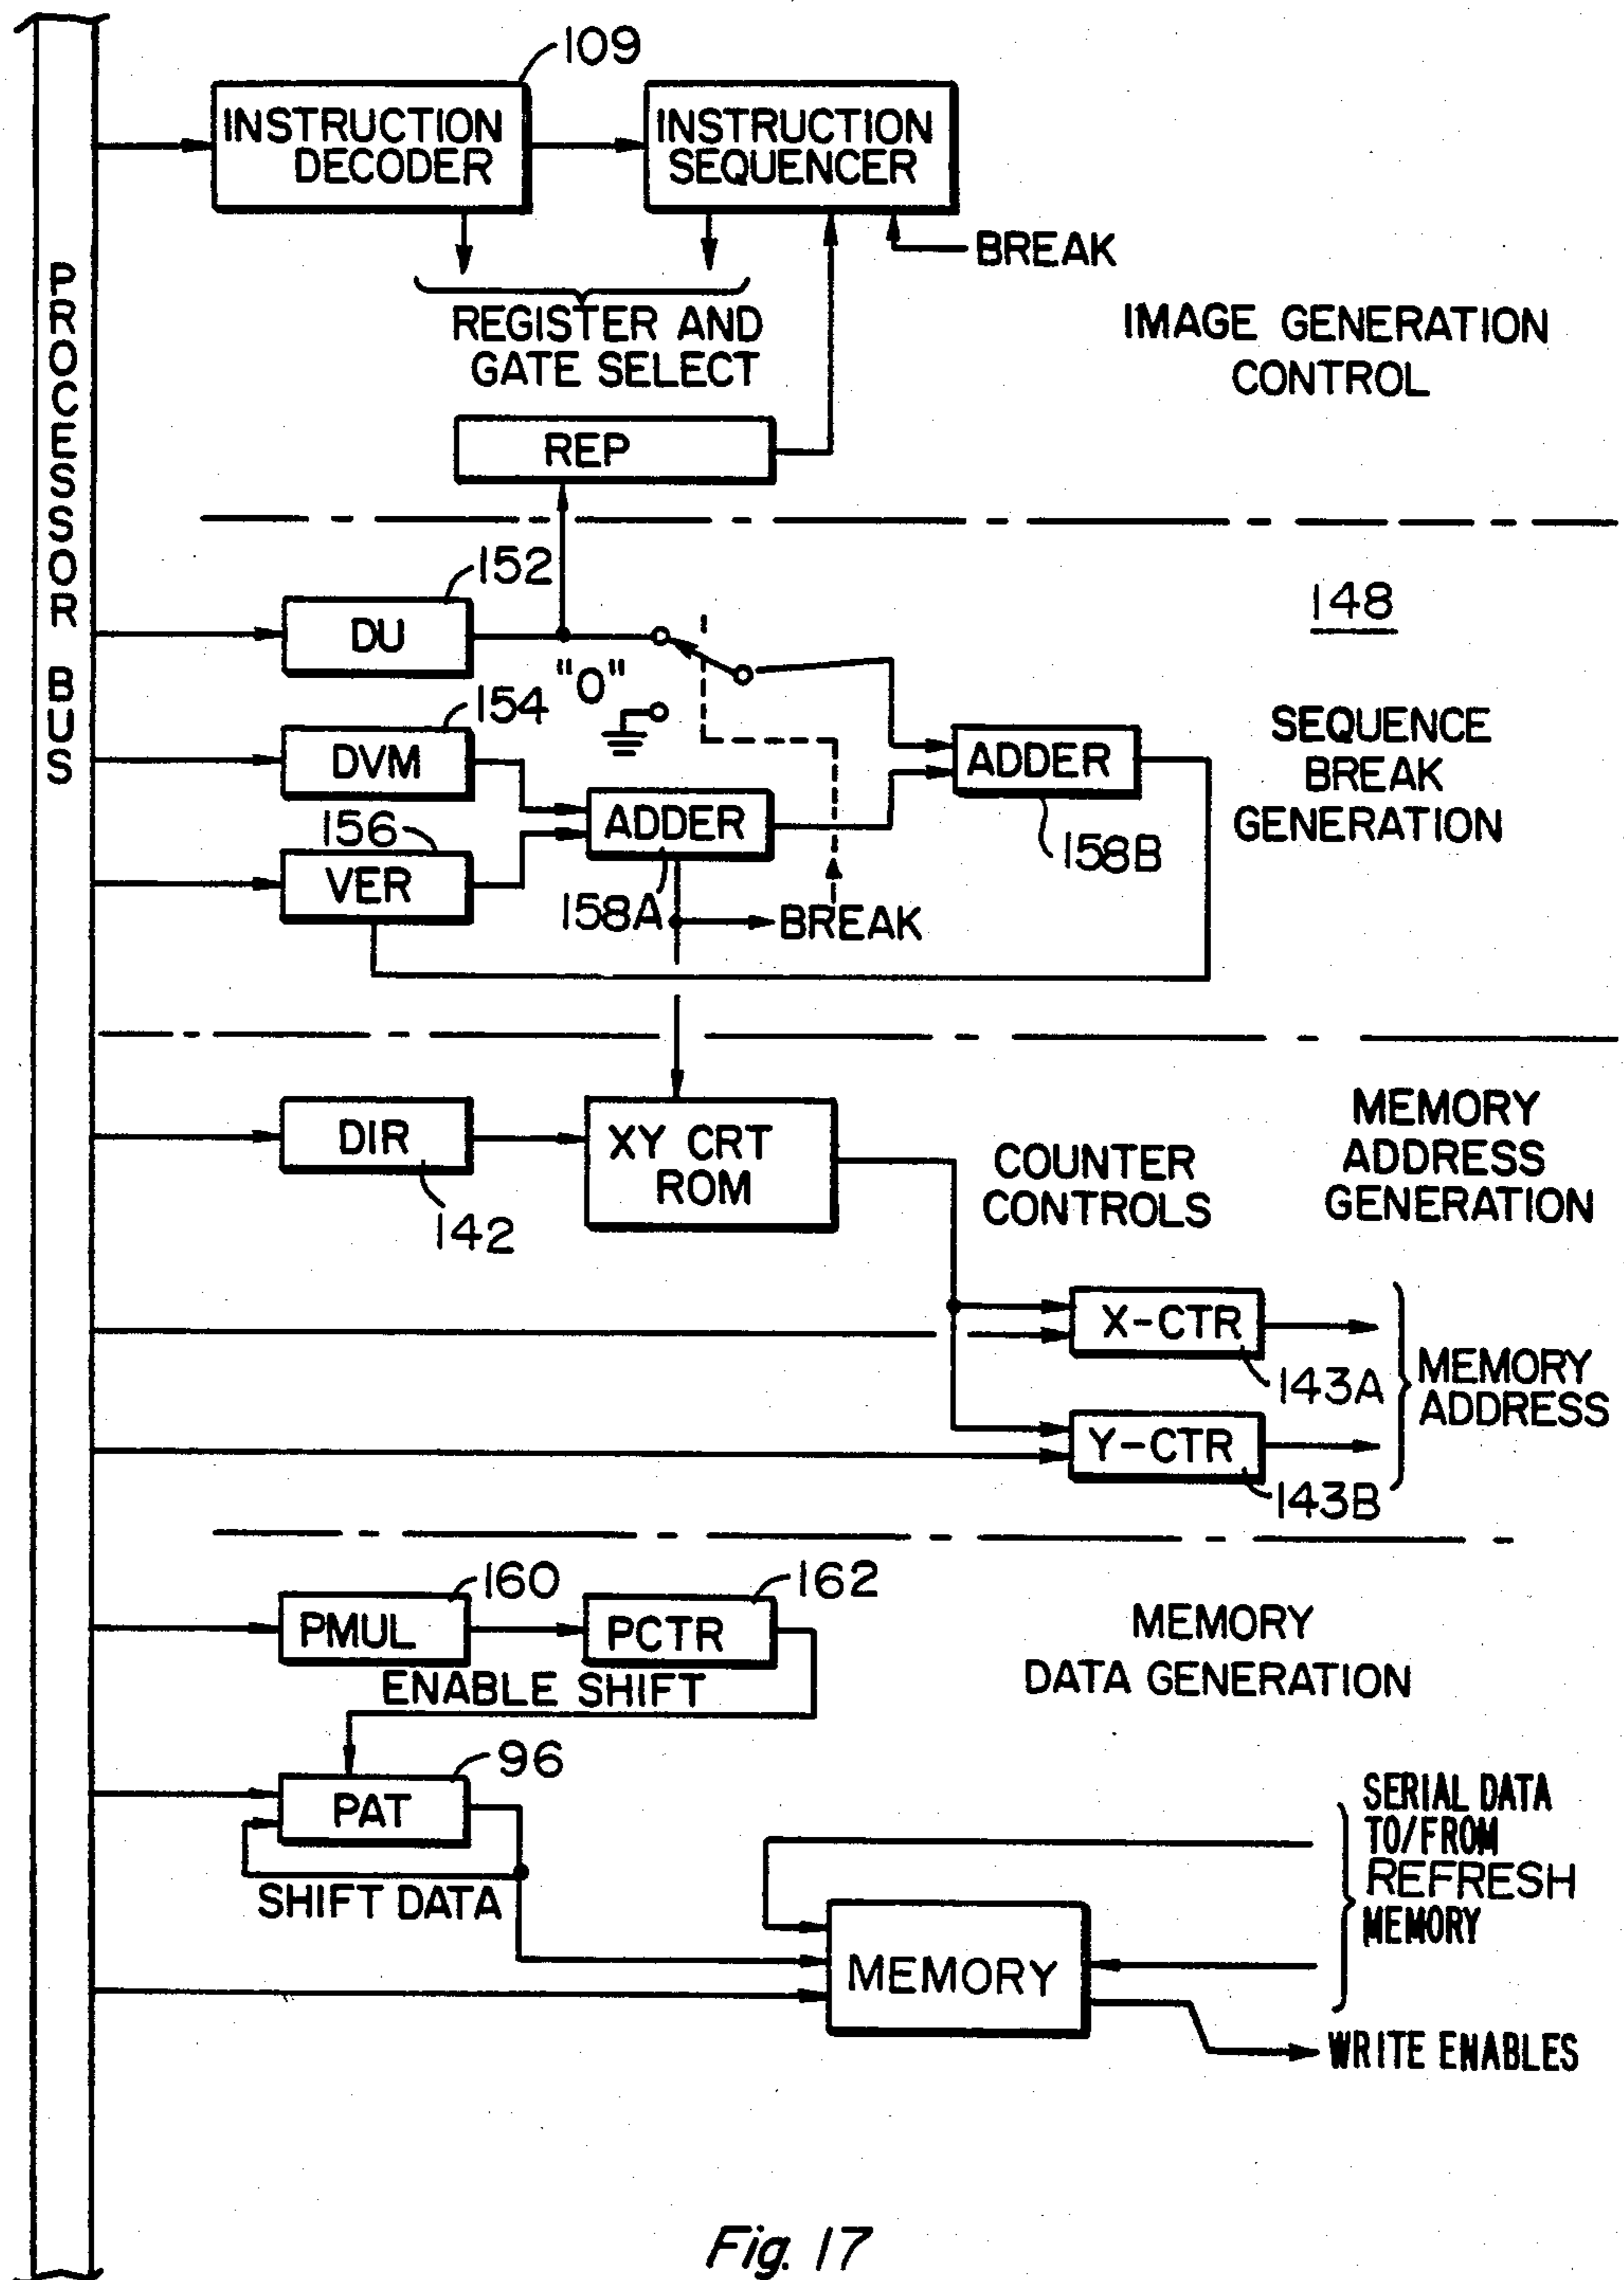 PROCESSOR BUS
109
INSTRUCTION
DECODER
INSTRUCTION
SEQUENCER
BREAK
REGISTER AND
GATE SELECT
IMAGE GENERATION
CONTROL
REP
152
DU
"O"
148
154
DVM
ADDER
SEQUENCE
BREAK
GENERATION
156
VER
ADDER
158A
BREAK
158B
DIR
142
XY CRT
ROM
COUNTER
CONTROLS
MEMORY
ADDRESS
GENERATION
X-CTR
143A
Y-CTR
143B
MEMORY
ADDRESS
160
PMUL
162
PCTR
ENABLE SHIFT
MEMORY
DATA GENERATION
96
PAT
SHIFT DATA
SERIAL DATA
TO/FROM
REFRESH
MEMORY
MEMORY
WRITE ENABLES
Fig. 17